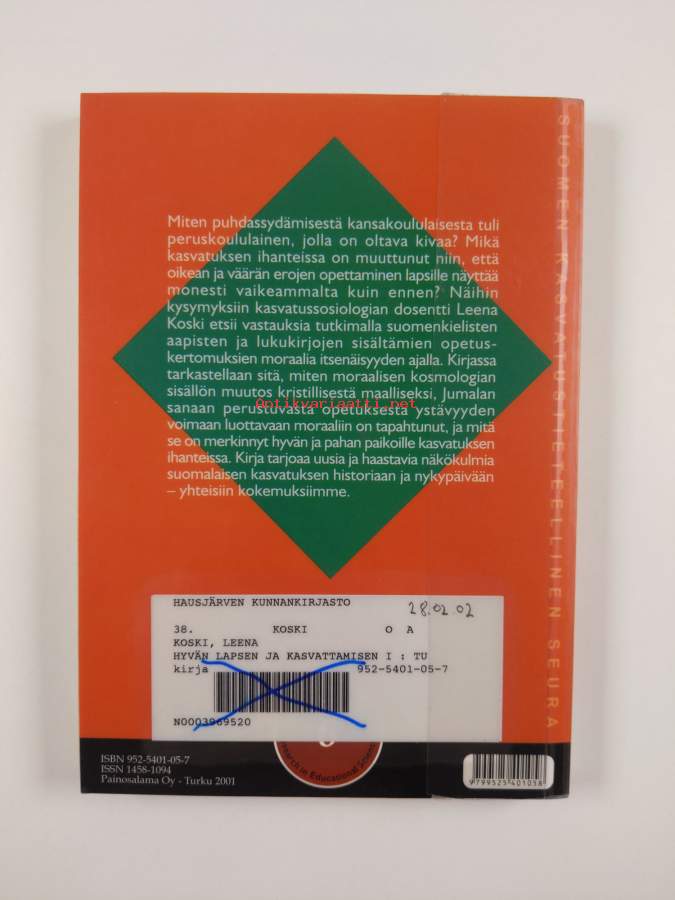 Miten puhdassydämisestä kansakoululaisesta tuli
peruskoululainen, jolla on oltava kivaa? Mikä
kasvatuksen ihanteissa on muuttunut niin, että
oikean ja väärän erojen opettaminen lapsille näyttää
monesti vaikeammalta kuin ennen? Näihin
kysymyksiin kasvatussosiologian dosentti Leena
Koski etsii vastauksia tutkimalla suomenkielisten
aapisten ja lukukirjojen sisältämien opetus-
kertomuksien moraalia itsenäisyyden ajalla. Kirjassa
tarkastellaan sitä, miten moraalisen kosmologian
sisällön muutos kristillisestä maalliseksi, Jumalan
sanaan perustuvasta opetuksesta ystävyyden
voimaan luottavaan moraaliin on tapahtunut, ja mitä
se on merkinnyt hyvän ja pahan paikoille kasvatuksen
ihanteissa. Kirja tarjoaa uusia ja haastavia näkökulmia
suomalaisen kasvatuksen historiaan ja nykypäivään
– yhteisiin kokemuksiimme.
SUOMEN KASVATUSTIETEELLINEN SEURA
HAUSJÄRVEN KUNNANKIRJASTO
28.02.02
38. KOSKI O A
KOSKI, LEENA
HYVÄN LAPSEN JA KASVATTAMISEN I : TU
kirja 952-5401-05-7
N0003969520
ISBN 952-5401-05-7
ISSN 1458-1094
Painosalama Oy - Turku 2001
search in Educational Scien
9799525401058